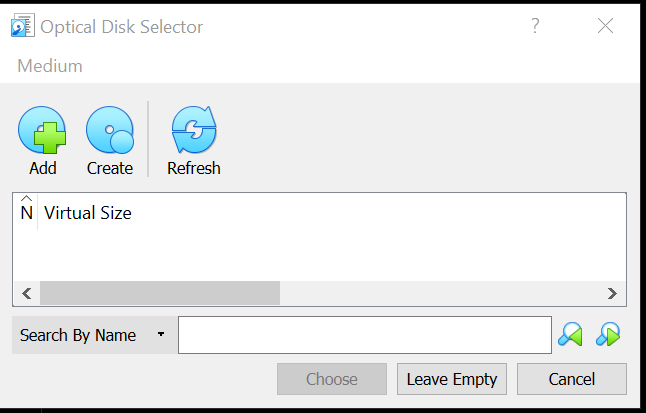 Optical Disk Selector ?
Medium
Add Create Refresh
N Virtual Size
Search By Name
Choose Leave Empty Cancel